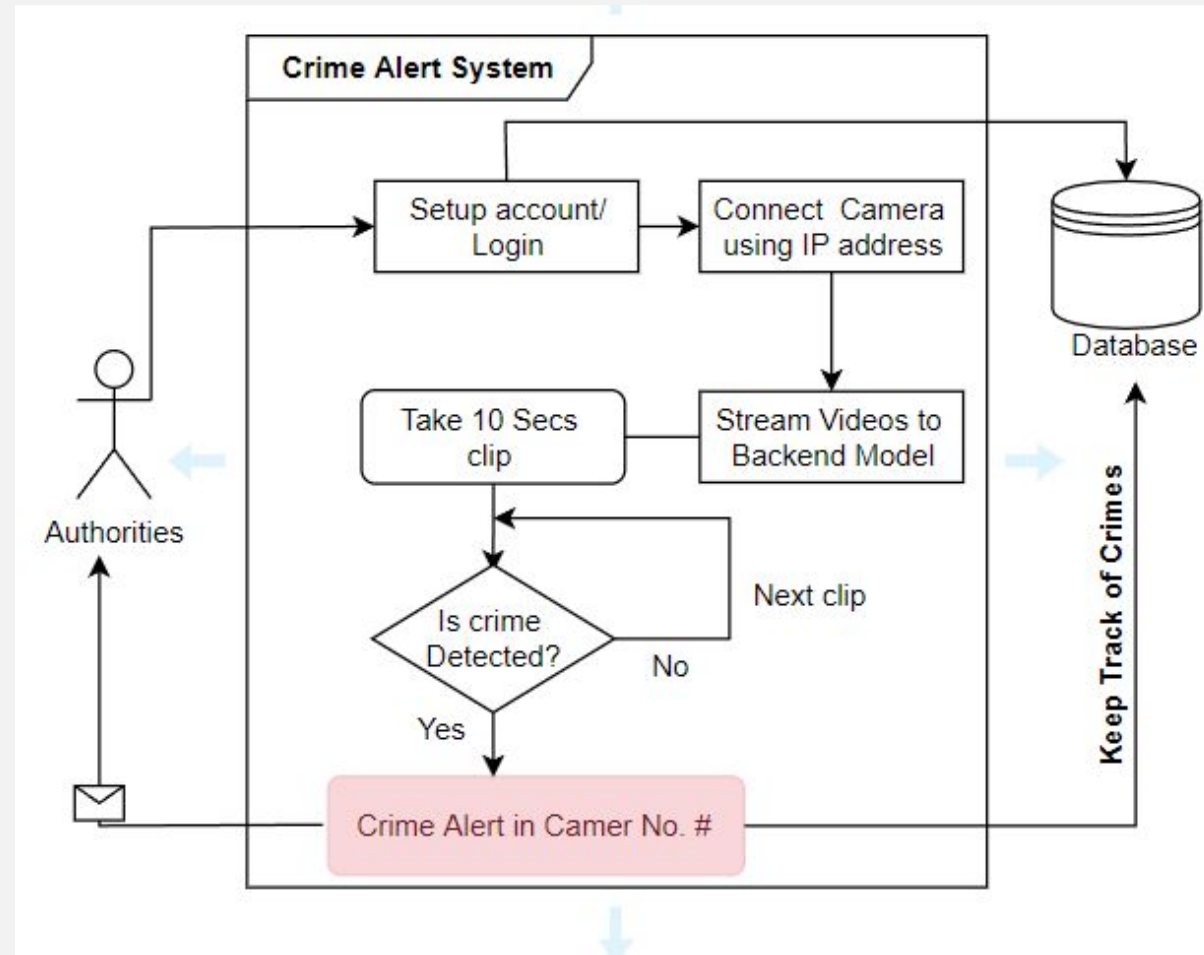 Crime Alert System
Setup account/
Login
Connect Camera
using IP address
Database
Take 10 Secs
clip
Stream Videos to
Backend Model
Authorities
Keep Track of Crimes
Next clip
Is crime
Detected?
No
Yes
Crime Alert in Camer No. #